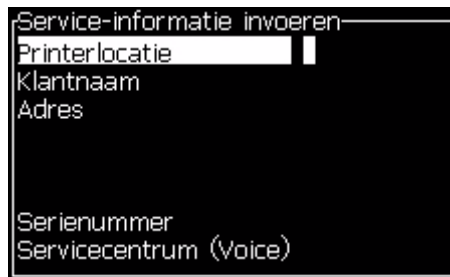 Service-informatie invoeren
Printerlocatie
Klantnaam
Adres
Serienummer
Servicecentrum (Voice)